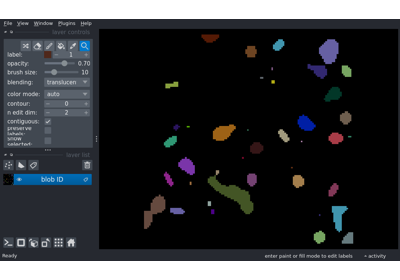 File View Window Plugins Help
layer controls
label: 1
opacity: 0.70
brush size: 10
blending: translucen
color mode: auto
contour: 0
n edit dim: 2
contiguous:
preserve
labels:
show
selected:
layer list
blob ID
Ready
enter paint or fill mode to edit labels
activity